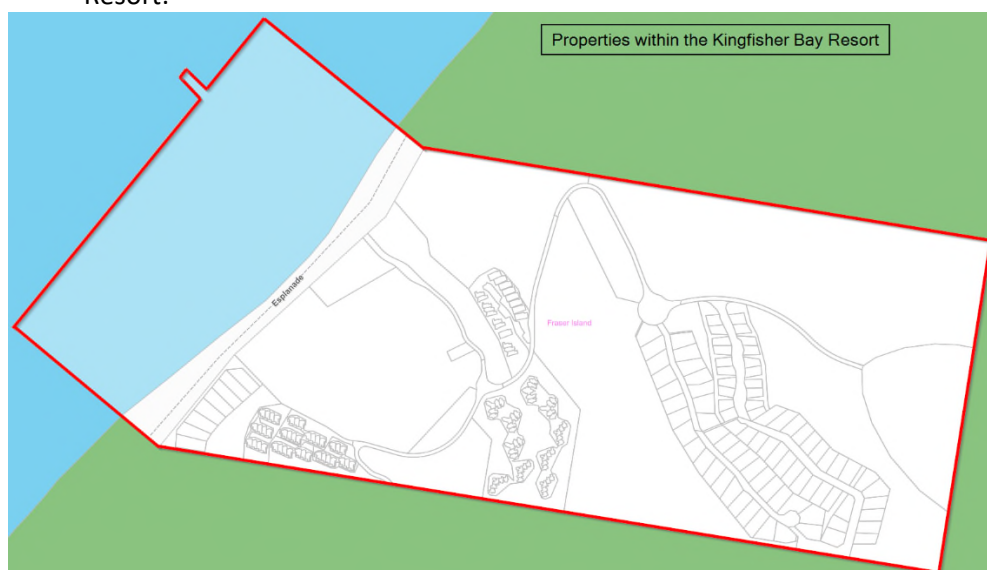 Resort.
Properties within the Kingfisher Bay Resort
Esplanade
Fraser Island